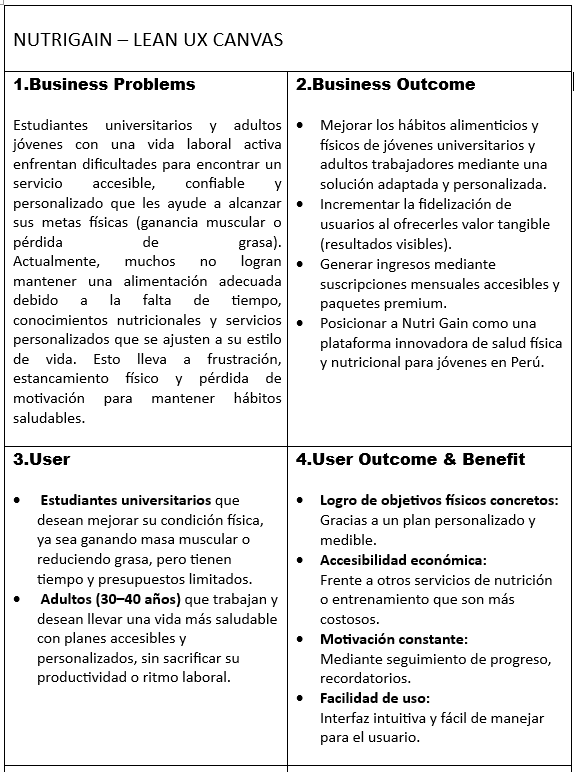 NUTRIGAIN – LEAN UX CANVAS
1.Business Problems
Estudiantes universitarios y adultos
jóvenes con una vida laboral activa
enfrentan dificultades para encontrar un
servicio accesible, confiable y
personalizado que les ayude a alcanzar
sus metas físicas (ganancia muscular o
pérdida de grasa).
Actualmente, muchos no logran
mantener una alimentación adecuada
debido a la falta de tiempo,
conocimientos nutricionales y servicios
personalizados que se ajusten a su estilo
de vida. Esto lleva a frustración,
estancamiento físico y pérdida de
motivación para mantener hábitos
saludables.
2.Business Outcome
• Mejorar los hábitos alimenticios y
físicos de jóvenes universitarios y
adultos trabajadores mediante una
solución adaptada y personalizada.
• Incrementar la fidelización de
usuarios al ofrecerles valor tangible
(resultados visibles).
• Generar ingresos mediante
suscripciones mensuales accesibles y
paquetes premium.
• Posicionar a Nutri Gain como una
plataforma innovadora de salud física
y nutricional para jóvenes en Perú.
3.User
• Estudiantes universitarios que
desean mejorar su condición física,
ya sea ganando masa muscular o
reduciendo grasa, pero tienen
tiempo y presupuestos limitados.
• Adultos (30–40 años) que trabajan y
desean llevar una vida más saludable
con planes accesibles y
personalizados, sin sacrificar su
productividad o ritmo laboral.
4.User Outcome & Benefit
• Logro de objetivos físicos concretos:
Gracias a un plan personalizado y
medible.
• Accesibilidad económica:
Frente a otros servicios de nutrición
o entrenamiento que son más
costosos.
• Motivación constante:
Mediante seguimiento de progreso,
recordatorios.
• Facilidad de uso:
Interfaz intuitiva y fácil de manejar
para el usuario.